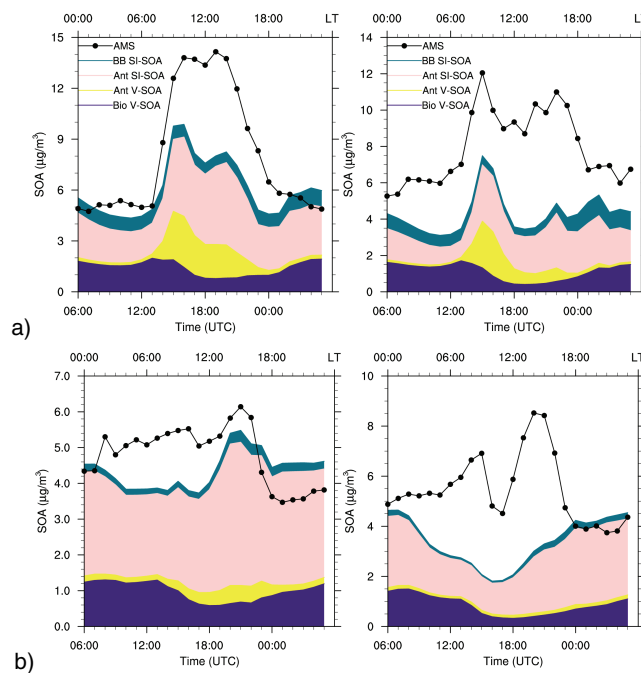 00:00 06:00 12:00 18:00 LT
15
12
9
6
3
0
SOA (µg/m³)
AMS
BB SI-SOA
Ant SI-SOA
Ant V-SOA
Bio V-SOA
06:00 12:00 18:00 00:00
Time (UTC)
a)
00:00 06:00 12:00 18:00 LT
14
12
10
8
6
4
2
0
SOA (µg/m³)
AMS
BB SI-SOA
Ant SI-SOA
Ant V-SOA
Bio V-SOA
06:00 12:00 18:00 00:00
Time (UTC)
00:00 06:00 12:00 18:00 LT
7.0
6.0
5.0
4.0
3.0
2.0
1.0
0.0
SOA (µg/m³)
06:00 12:00 18:00 00:00
Time (UTC)
b)
00:00 06:00 12:00 18:00 LT
10
8
6
4
2
0
SOA (µg/m³)
06:00 12:00 18:00 00:00
Time (UTC)